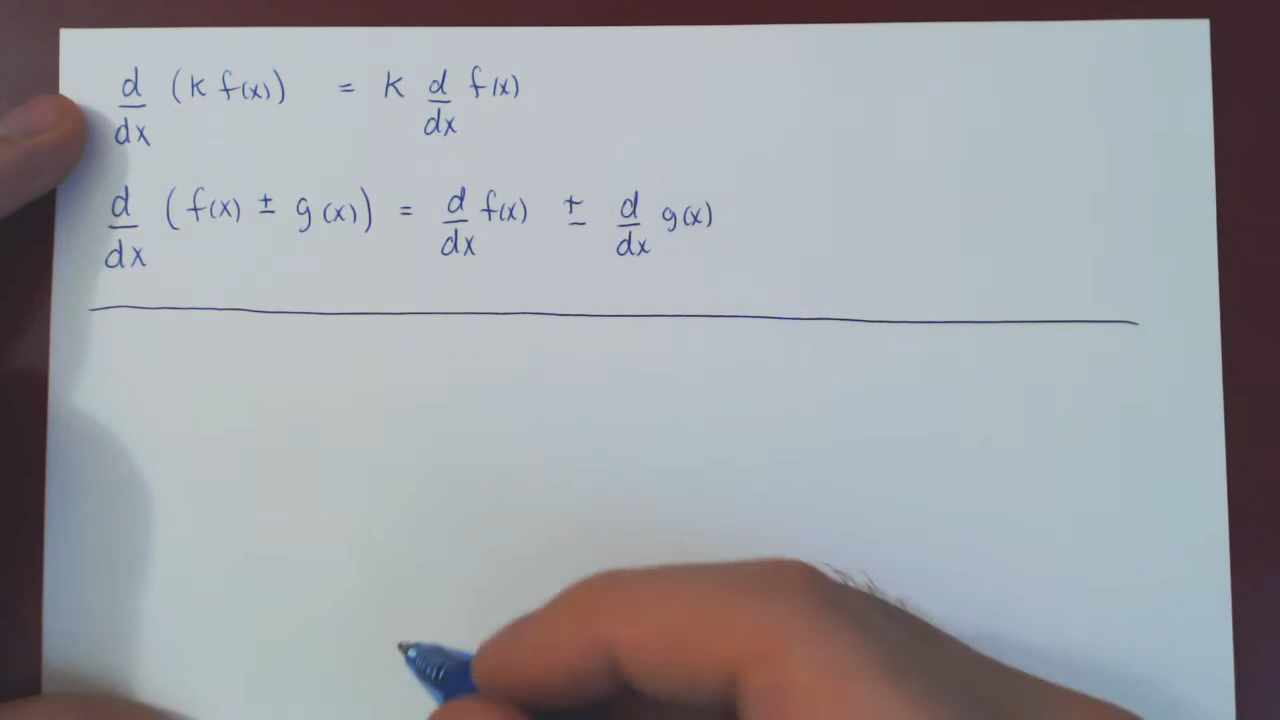 d/dx (k f(x)) = k d/dx f(x)
d/dx (f(x) ± g(x)) = d/dx f(x) ± d/dx g(x)